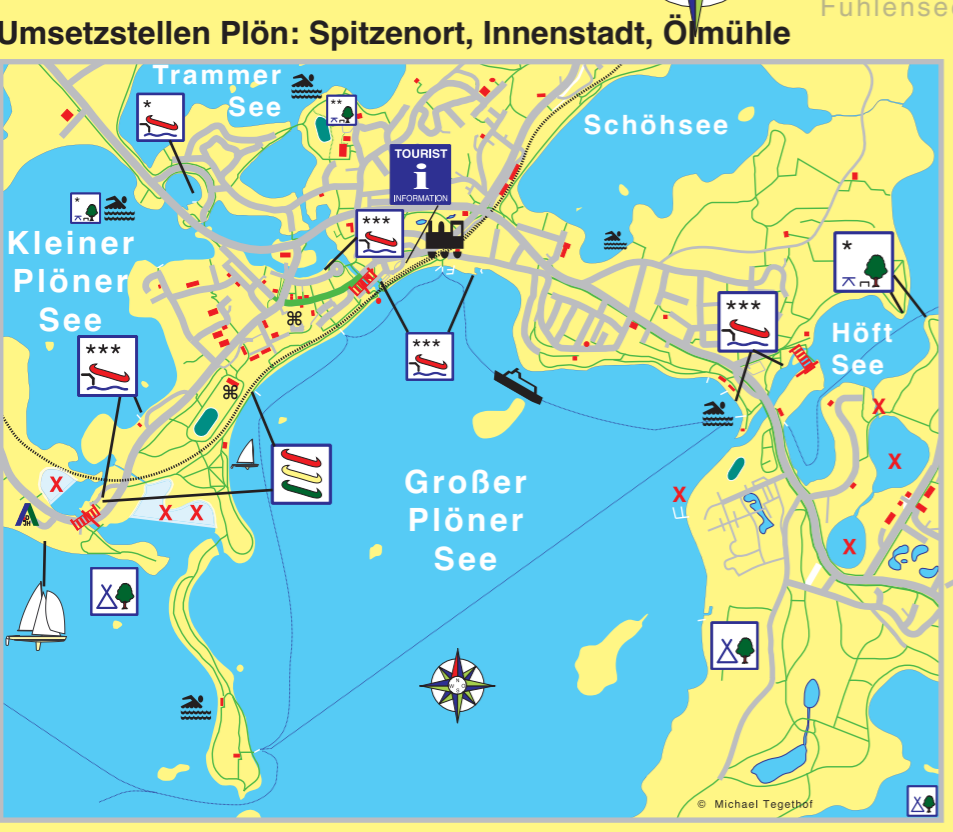 Fuhlensee
Umsetzstellen Plön: Spitzenort, Innenstadt, Ölmühle
Trammer
See
*
**
Schöhsee
TOURIST
i
INFORMATION
*
***
Kleiner
Plöner
See
*
***
Höft
See
***
***
X
X
X
X
X X
X
Großer
Plöner
See
N
W O
S
© Michael Tegethof